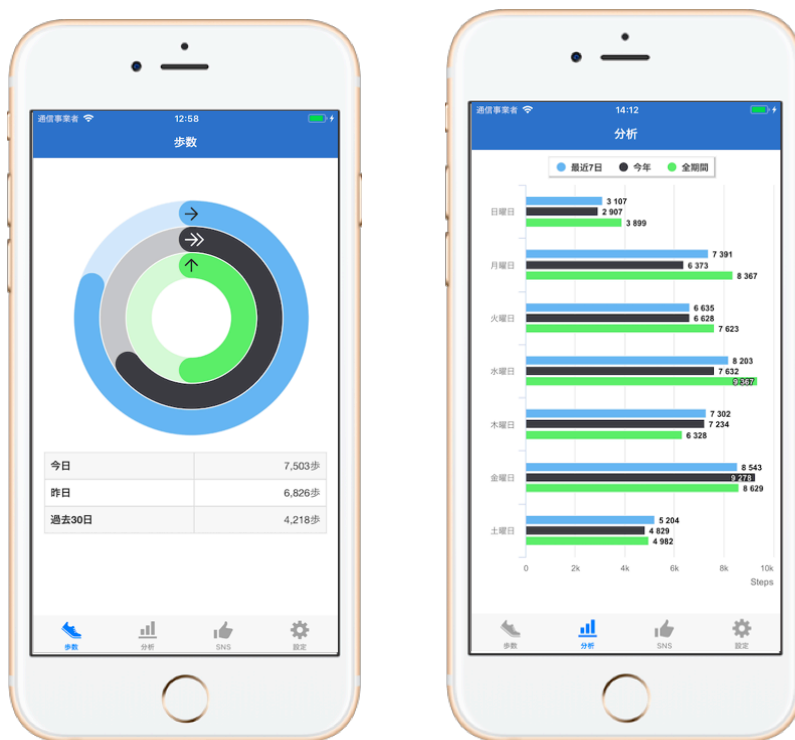 通信事業者 12:58
歩数
今日 7,503歩
昨日 6,826歩
過去30日 4,218歩
歩数 分析 SNS 設定
通信事業者 14:12
分析
最近7日 今年 全期間
日曜日 3 107
2 907
3 899
月曜日 7 391
6 373
8 367
火曜日 6 635
6 628
7 623
水曜日 8 203
7 632
9 367
木曜日 7 302
7 234
6 328
金曜日 8 543
9 278
8 629
土曜日 5 204
4 829
4 982
0 2k 4k 6k 8k 10k
Steps
歩数 分析 SNS 設定